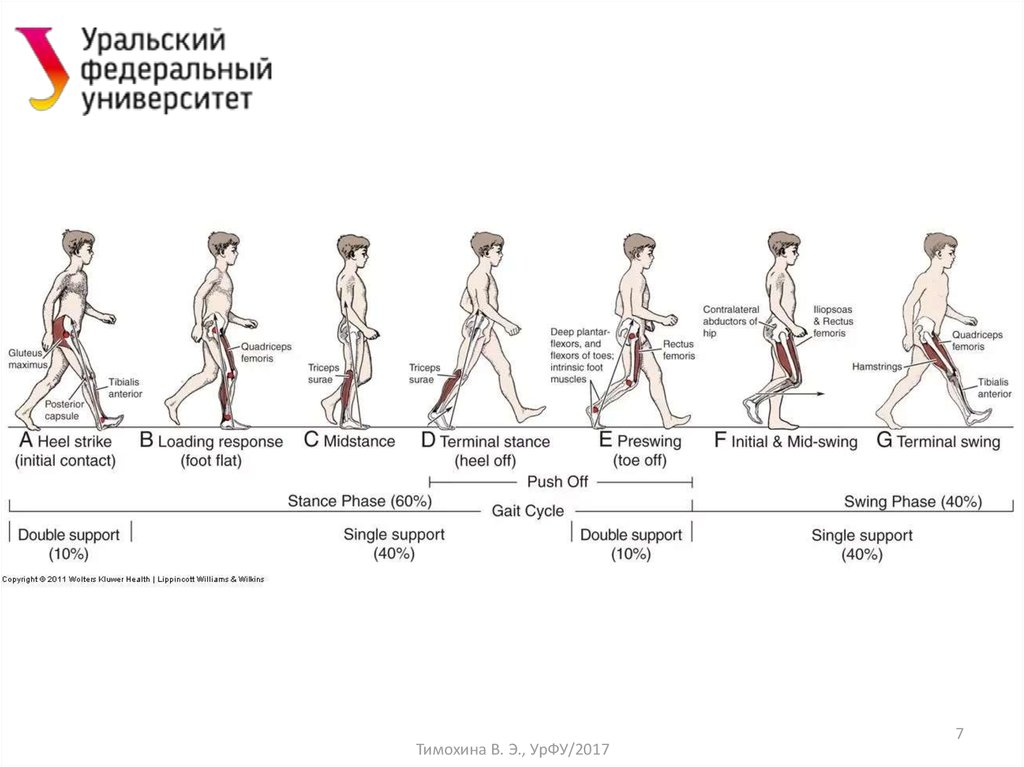 Уральский
федеральный
университет
Gluteus
maximus
Tibialis
anterior
Posterior
capsule
Quadriceps
femoris
Triceps
surae
Triceps
surae
Deep plantar-
flexors, and
flexors of toes;
intrinsic foot
muscles
Rectus
femoris
Contralateral
abductors of
hip
Iliopsoas
& Rectus
femoris
Hamstrings
Quadriceps
femoris
Tibialis
anterior
A Heel strike
(initial contact)
B Loading response
(foot flat)
C Midstance
D Terminal stance
(heel off)
E Preswing
(toe off)
F Initial & Mid-swing
G Terminal swing
Push Off
Stance Phase (60%)
Swing Phase (40%)
Gait Cycle
Double support
(10%)
Single support
(40%)
Double support
(10%)
Single support
(40%)
Copyright © 2011 Wolters Kluwer Health | Lippincott Williams & Wilkins
7
Тимохина В. Э., УрФУ/2017